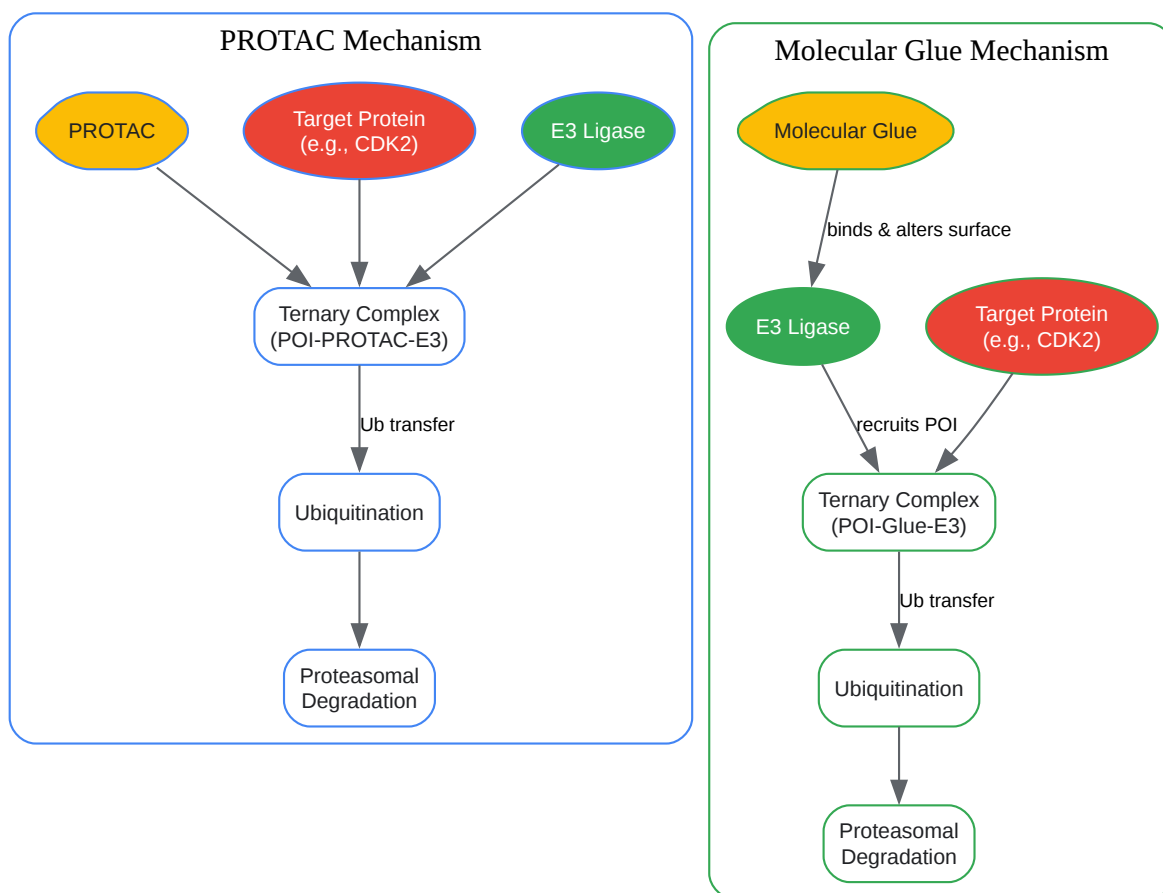 PROTAC Mechanism
PROTAC
Target Protein
(e.g., CDK2)
E3 Ligase
Ternary Complex
(POI-PROTAC-E3)
Ub transfer
Ubiquitination
Proteasomal
Degradation
Molecular Glue Mechanism
Molecular Glue
binds & alters surface
E3 Ligase
Target Protein
(e.g., CDK2)
recruits POI
Ternary Complex
(POI-Glue-E3)
Ub transfer
Ubiquitination
Proteasomal
Degradation